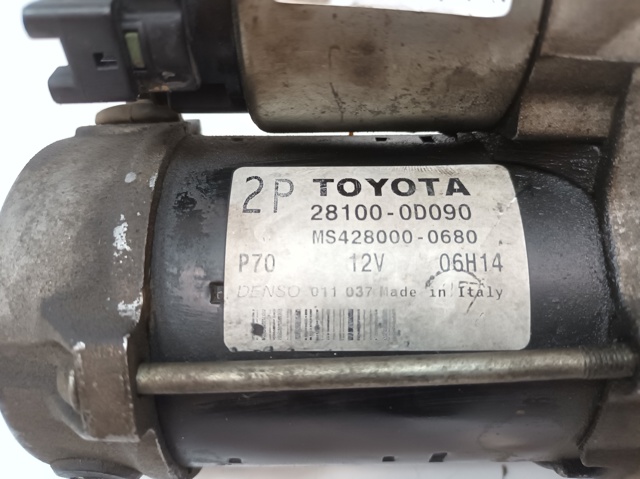 2P TOYOTA
28100-0D090
MS428000-0680
P70 12V 06H14
DENSO 011 037 Made in Italy